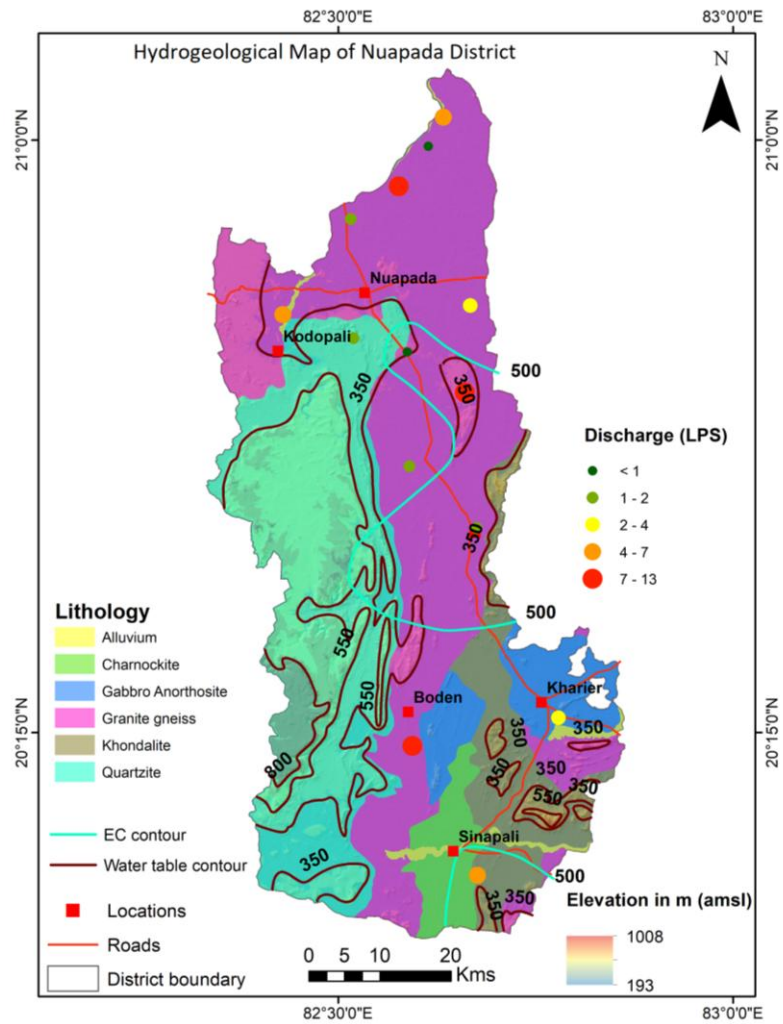 82°30'0"E
83°0'0"E
Hydrogeological Map of Nuapada District
N
21°0'0"N
21°0'0"N
Nuapada
Kodopali
500
350
350
Discharge (LPS)
< 1
1 - 2
2 - 4
4 - 7
7 - 13
350
500
Lithology
Alluvium
Charnockite
Gabbro Anorthosite
Granite gneiss
Khondalite
Quartzite
550
550
Boden
Kharier
20°15'0"N
20°15'0"N
350
350
800
350
350
350
550
Sinapali
350
500
350
350
EC contour
Water table contour
Locations
Roads
District boundary
0 5 10 20
Kms
Elevation in m (amsl)
1008
193
82°30'0"E
83°0'0"E